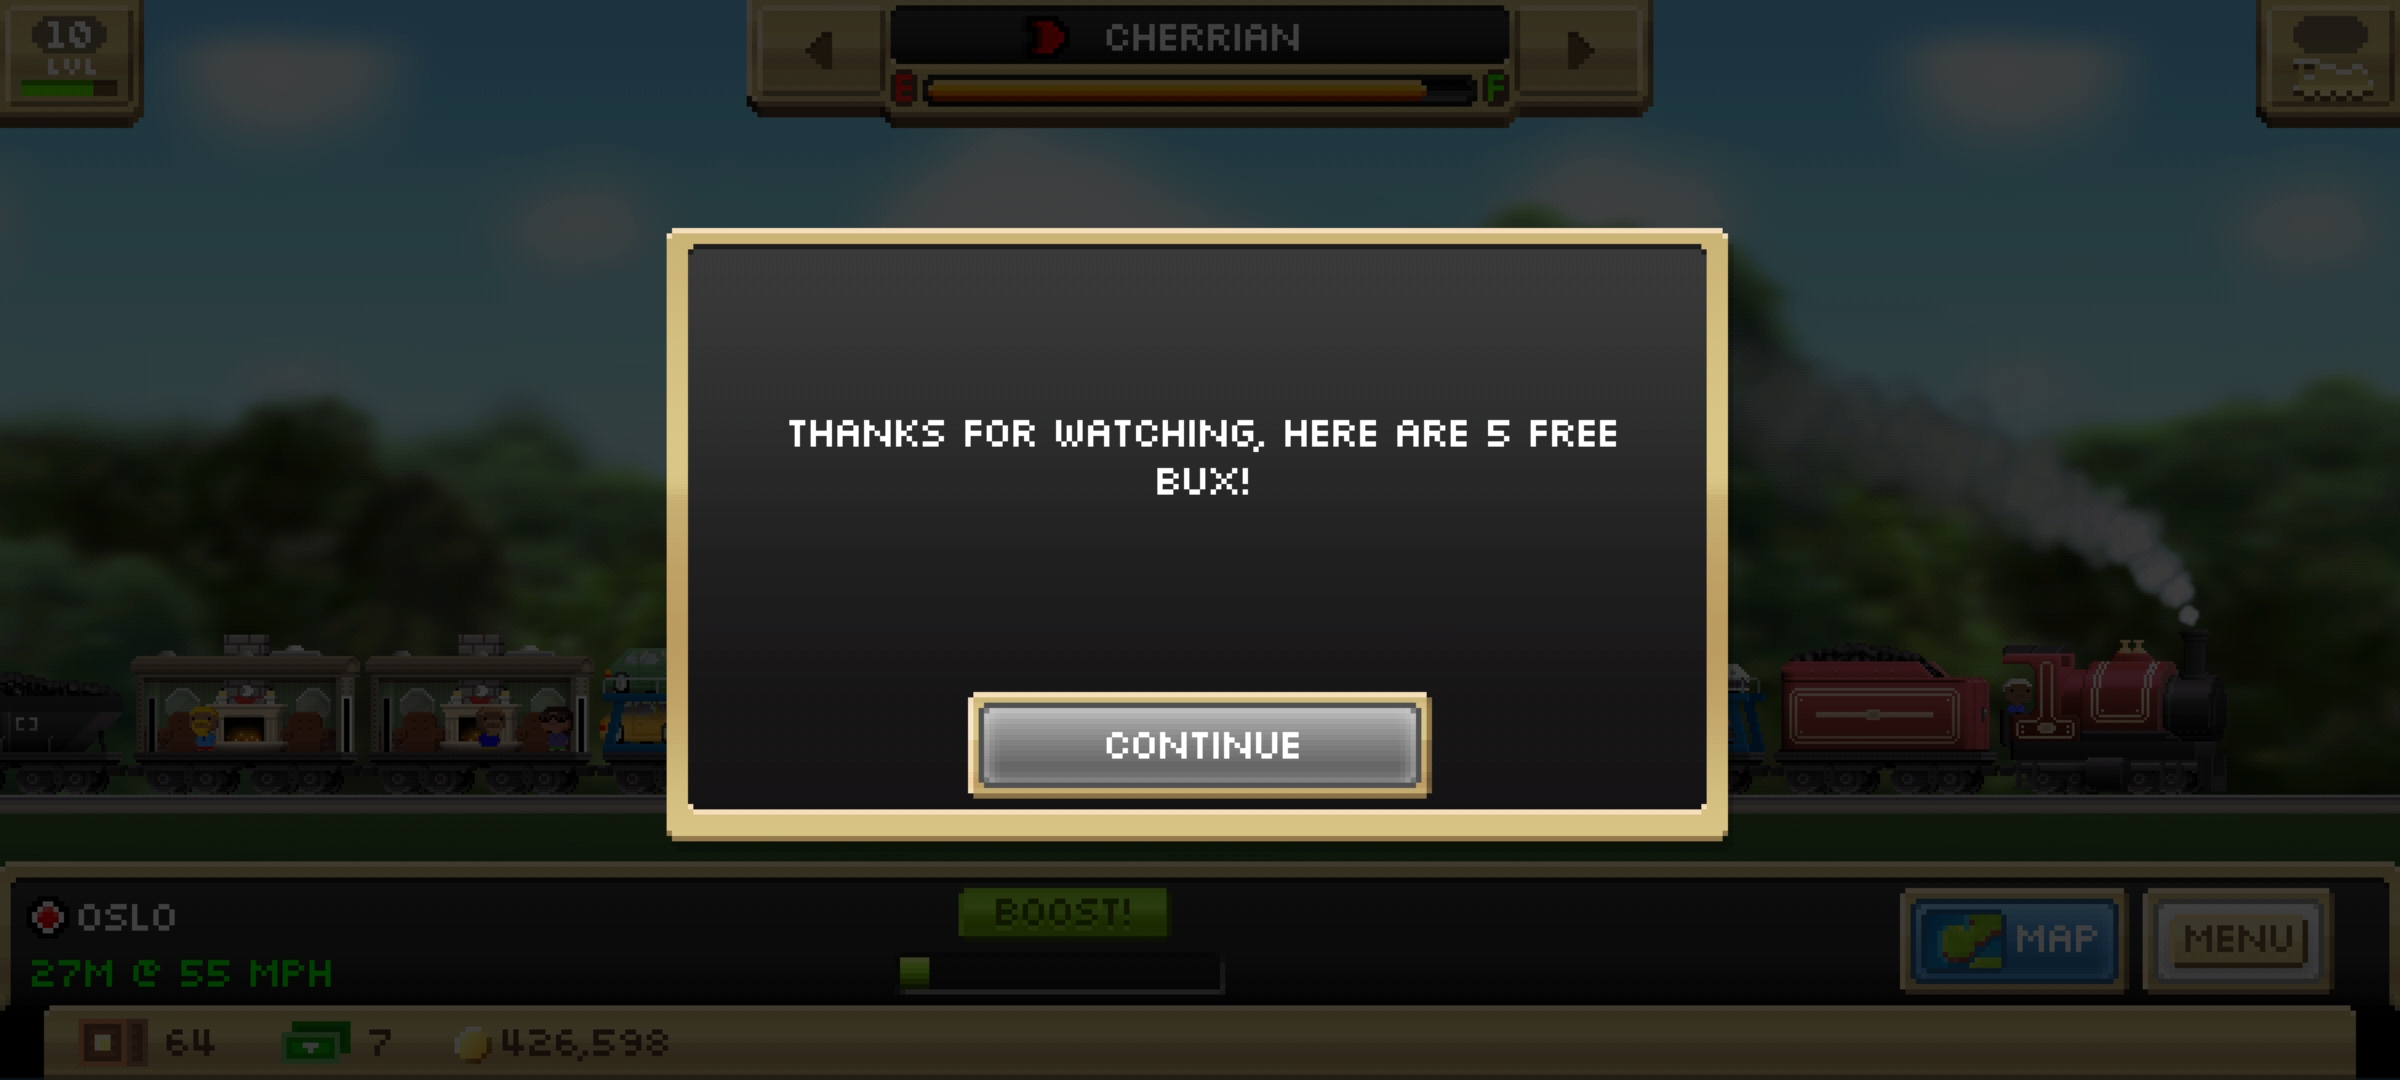 10
LVL
CHERRIAN
E
F
THANKS FOR WATCHING, HERE ARE 5 FREE
BUX!
CONTINUE
OSLO
BOOST!
MAP
MENU
27M @ 55 MPH
64
7
426,598